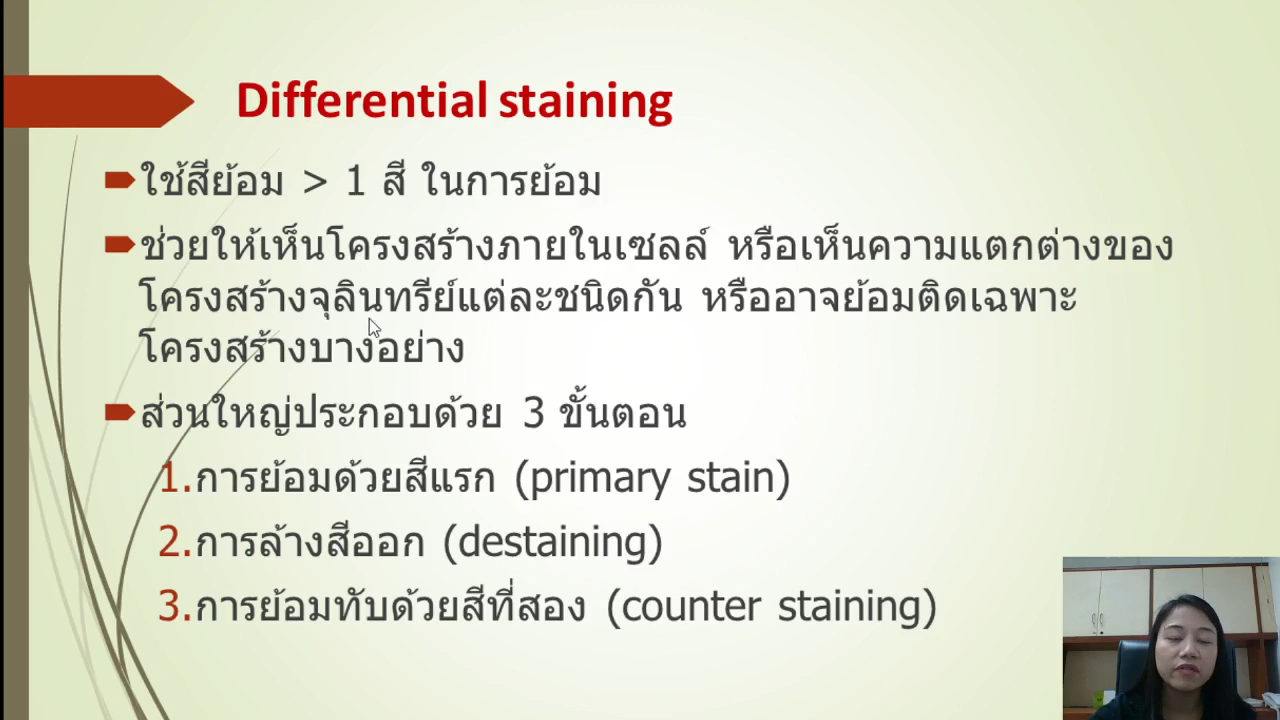 Differential staining
ใช้สีย้อม > 1 สี ในการย้อม
ช่วยให้เห็นโครงสร้างภายในเซลล์ หรือเห็นความแตกต่างของ
โครงสร้างจุลินทรีย์แต่ละชนิดกัน หรืออาจย้อมติดเฉพาะ
โครงสร้างบางอย่าง
ส่วนใหญ่ประกอบด้วย 3 ขั้นตอน
1.การย้อมด้วยสีแรก (primary stain)
2.การล้างสีออก (destaining)
3.การย้อมทับด้วยสีที่สอง (counter staining)